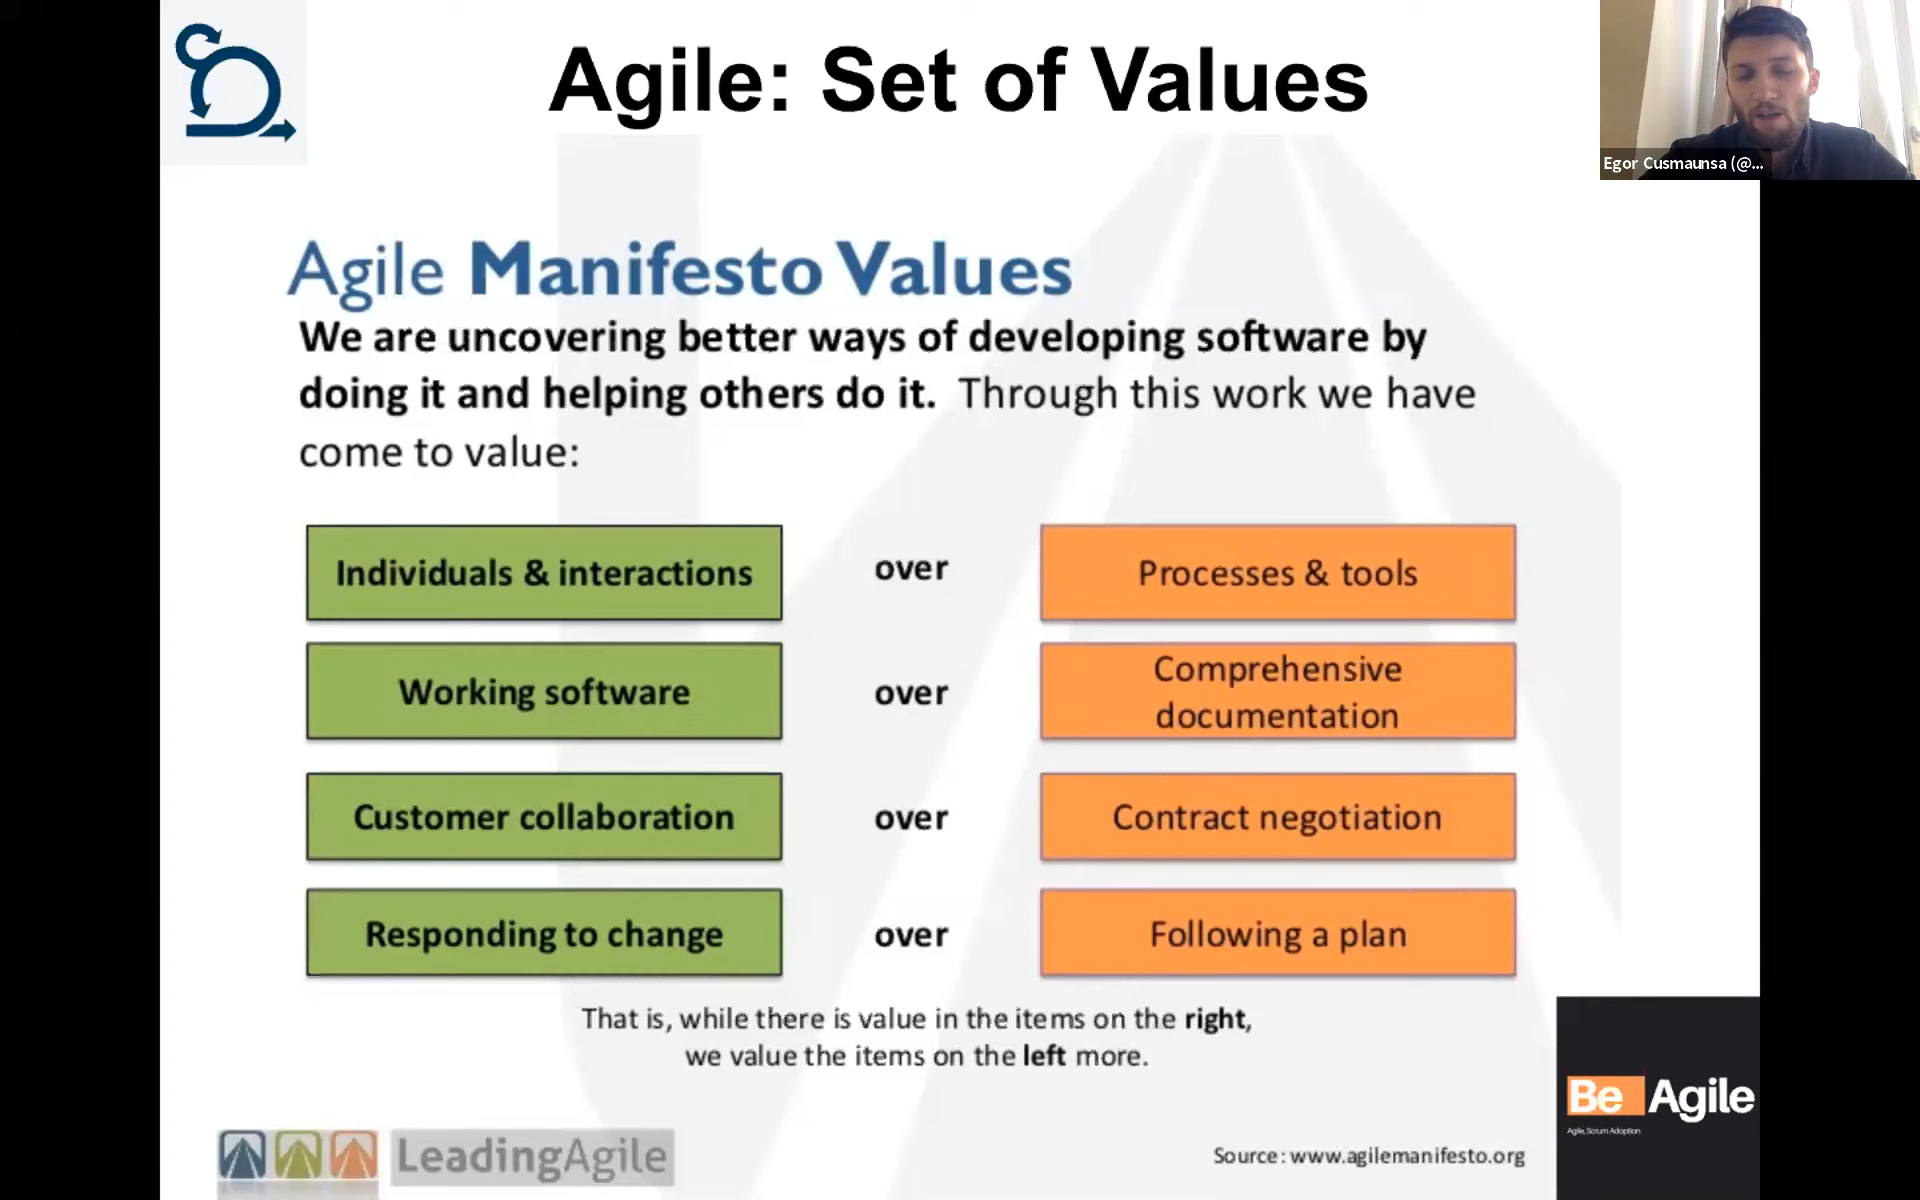 Agile: Set of Values
Egor Cusmaunsa (@...
Agile Manifesto Values
We are uncovering better ways of developing software by
doing it and helping others do it. Through this work we have
come to value:
Individuals & interactions over Processes & tools
Working software over Comprehensive
documentation
Customer collaboration over Contract negotiation
Responding to change over Following a plan
That is, while there is value in the items on the right,
we value the items on the left more.
Be Agile
Agile, Scrum Adoption
LeadingAgile
Source: www.agilemanifesto.org